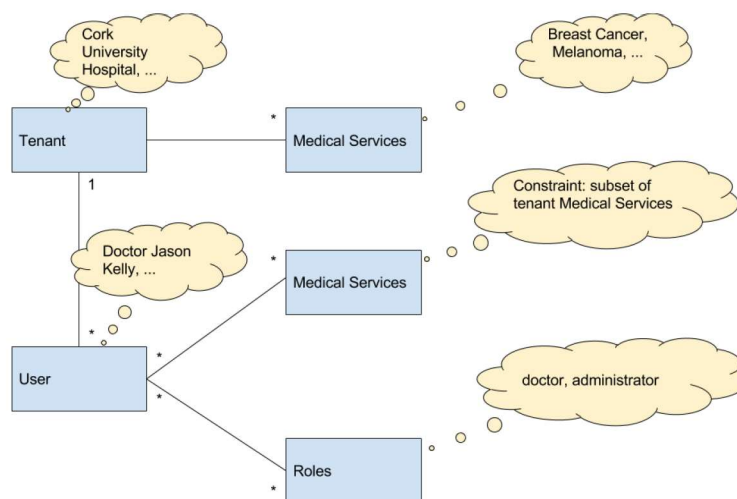 Cork
University
Hospital, ...
Breast Cancer,
Melanoma, ...
Tenant
*
Medical Services
1
Constraint: subset of
tenant Medical Services
Doctor Jason
Kelly, ...
*
Medical Services
*
User
*
*
doctor, administrator
Roles
*